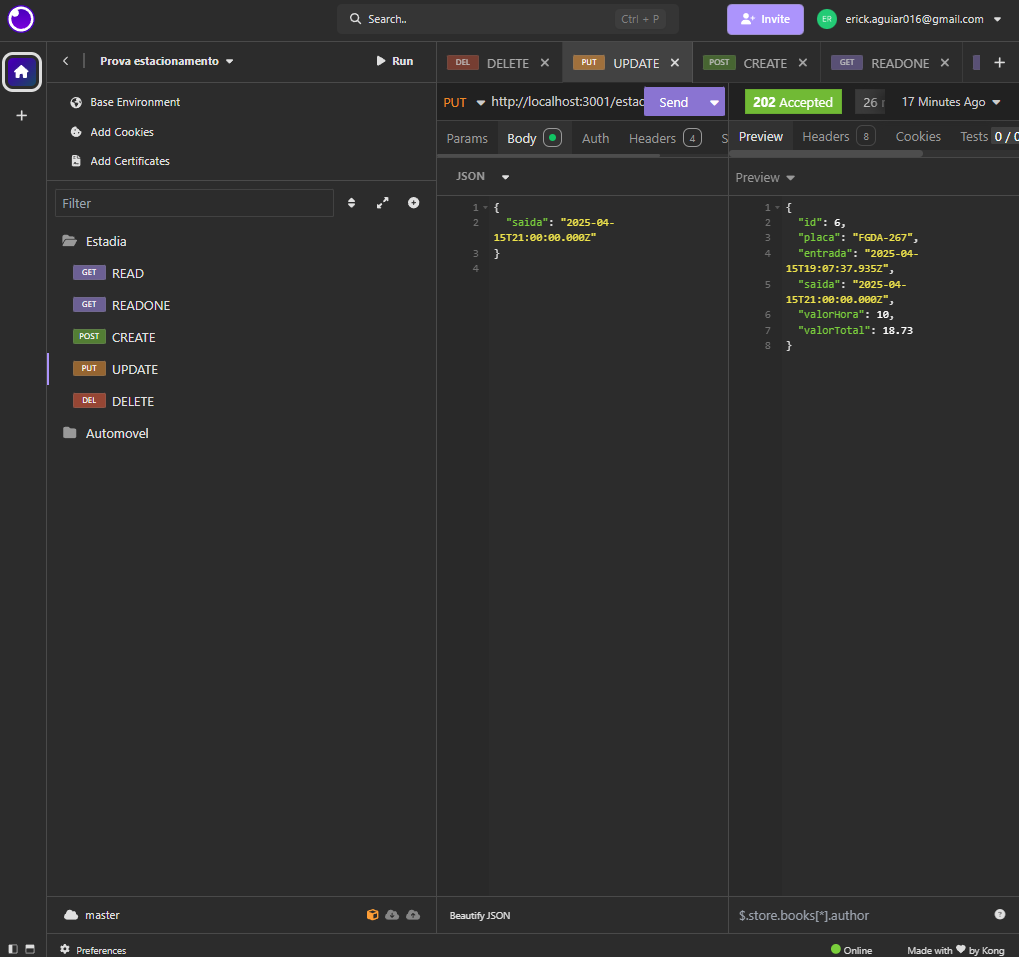 Search..
Ctrl + P
Invite
ER
erick.aguiar016@gmail.com
Prova estacionamento
Run
Base Environment
Add Cookies
Add Certificates
Filter
Estadia
GET READ
GET READONE
POST CREATE
PUT UPDATE
DEL DELETE
Automovel
master
Preferences
DEL DELETE
PUT UPDATE
POST CREATE
GET READONE
PUT
http://localhost:3001/estac
Send
Params
Body
Auth
Headers 4
S
JSON
1 {
2 "saida": "2025-04-
15T21:00:00.000Z"
3 }
4
Beautify JSON
202 Accepted
26
17 Minutes Ago
Preview
Headers 8
Cookies
Tests 0 / 0
Preview
1 {
2 "id": 6,
3 "placa": "FGDA-267",
4 "entrada": "2025-04-
15T19:07:37.935Z",
5 "saida": "2025-04-
15T21:00:00.000Z",
6 "valorHora": 10,
7 "valorTotal": 18.73
8 }
$.store.books[*].author
Online
Made with
by Kong